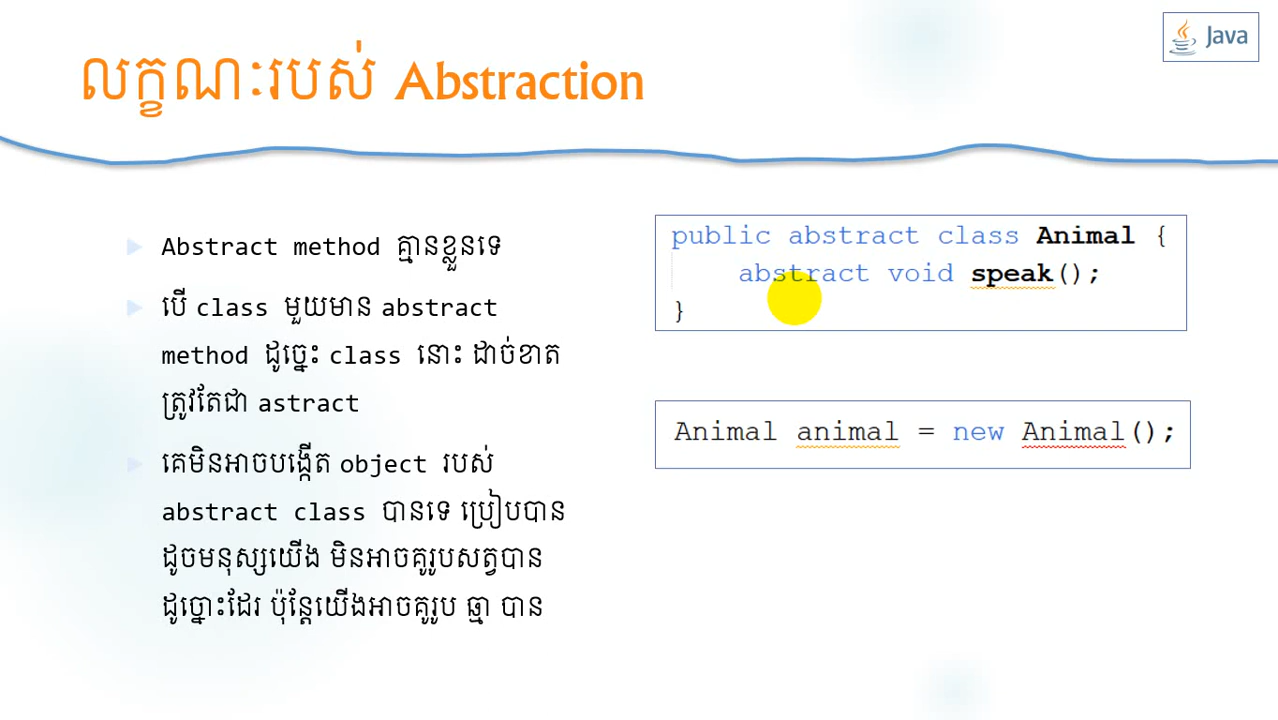 Java
លក្ខណៈរបស់ Abstraction
Abstract method គ្មានខ្លួនទេ
បើ class មួយមាន abstract
method ដូច្នេះ class នោះ ដាច់ខាត
ត្រូវតែជា astract
គេមិនអាចបង្កើត object របស់
abstract class បានទេ ប្រៀបបាន
ដូចមនុស្សយើង មិនអាចគូរូបសត្វបាន
ដូច្នោះដែរ ប៉ុន្តែយើងអាចគូរូប ឆ្មា បាន
public abstract class Animal {
abstract void speak();
}
Animal animal = new Animal();